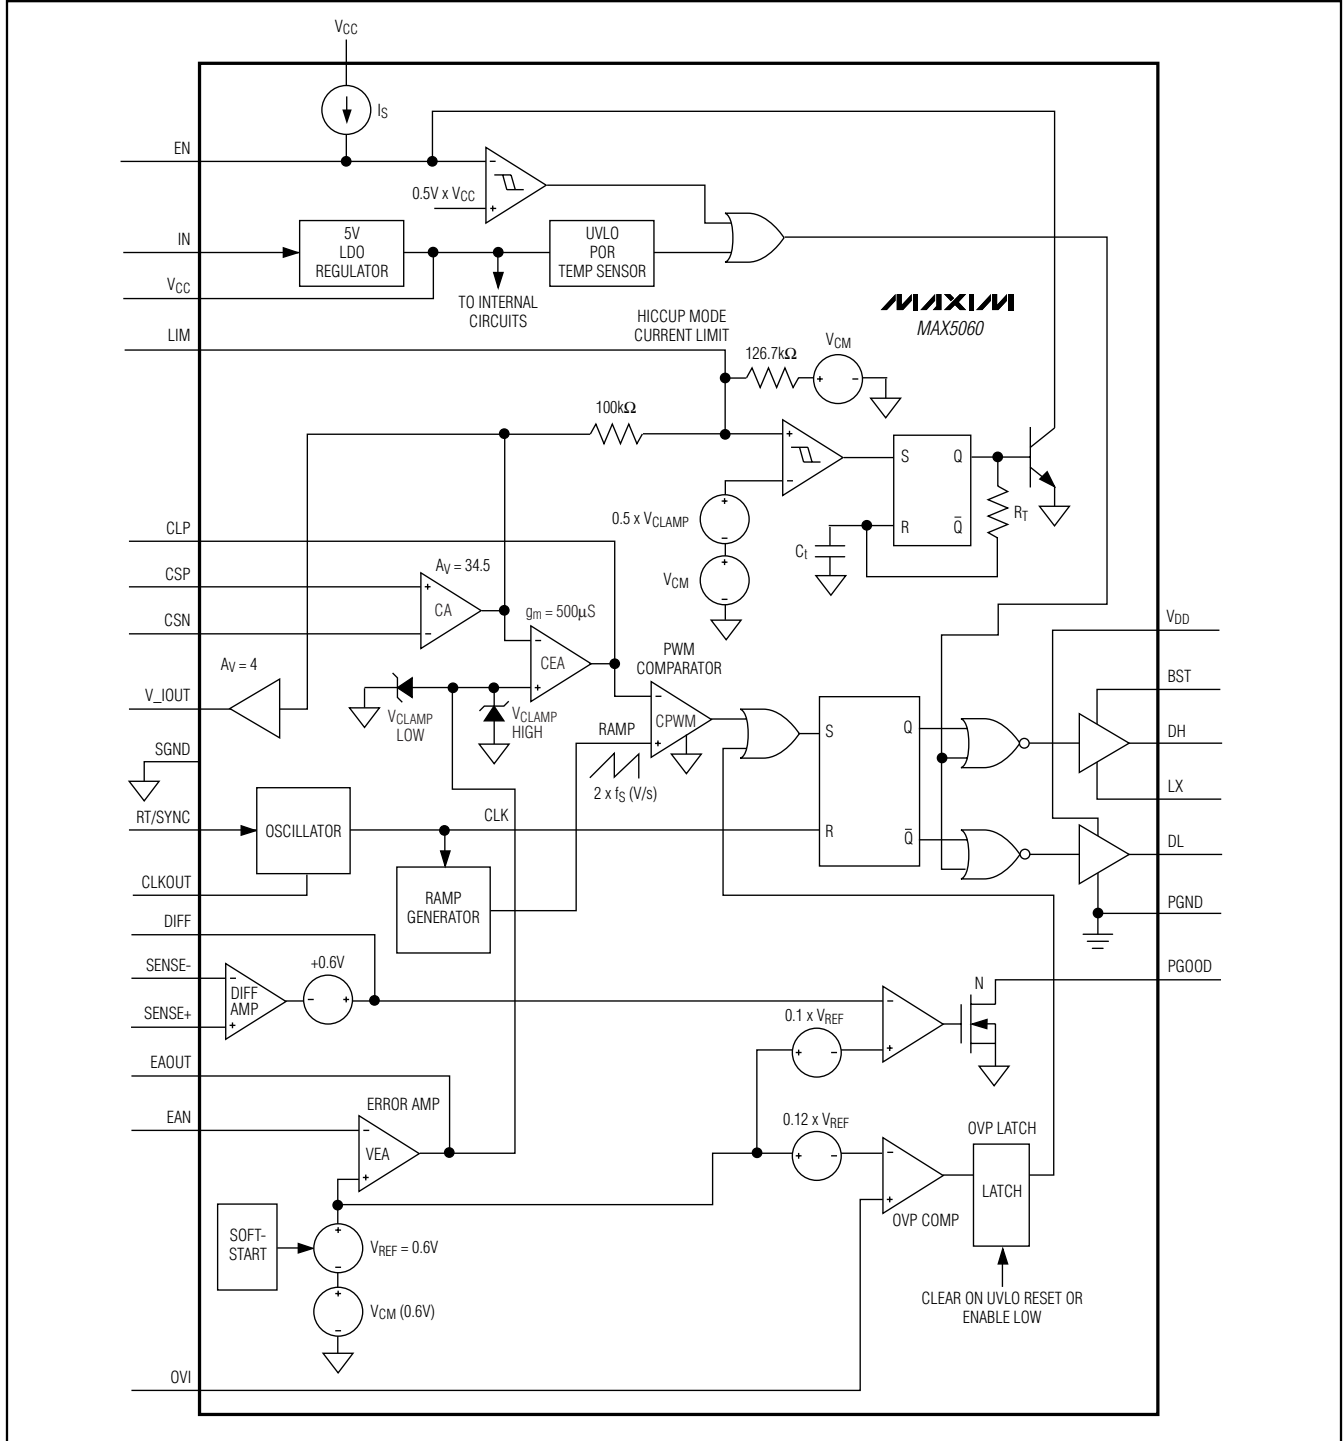 VCC
IS
EN
0.5V x VCC
- +
5V
LDO
REGULATOR
UVLO
POR
TEMP SENSOR
IN
VCC
TO INTERNAL
CIRCUITS
MAXIM
MAX5060
LIM
HICCUP MODE
CURRENT LIMIT
126.7kΩ
VCM
+ -
100kΩ
+ -
S Q
R Q̅
RT
Ct
0.5 x VCLAMP
+ -
VCM
+ -
CLP
CSP
CSN
AV = 34.5
+ -
CA
gm = 500µS
- +
CEA
PWM
COMPARATOR
- +
CPWM
AV = 4
V_IOUT
VCLAMP
LOW
VCLAMP
HIGH
RAMP
2 x fS (V/s)
SGND
RT/SYNC
OSCILLATOR
CLK
CLKOUT
RAMP
GENERATOR
S Q
R Q̅
VDD
BST
DH
LX
DL
PGND
PGOOD
N
DIFF
SENSE-
SENSE+
- +
DIFF
AMP
+0.6V
- +
0.1 x VREF
+ -
- +
EAOUT
EAN
ERROR AMP
- +
VEA
0.12 x VREF
+ -
- +
OVP COMP
OVP LATCH
LATCH
CLEAR ON UVLO RESET OR
ENABLE LOW
SOFT-
START
+ -
VREF = 0.6V
+ -
VCM (0.6V)
OVI